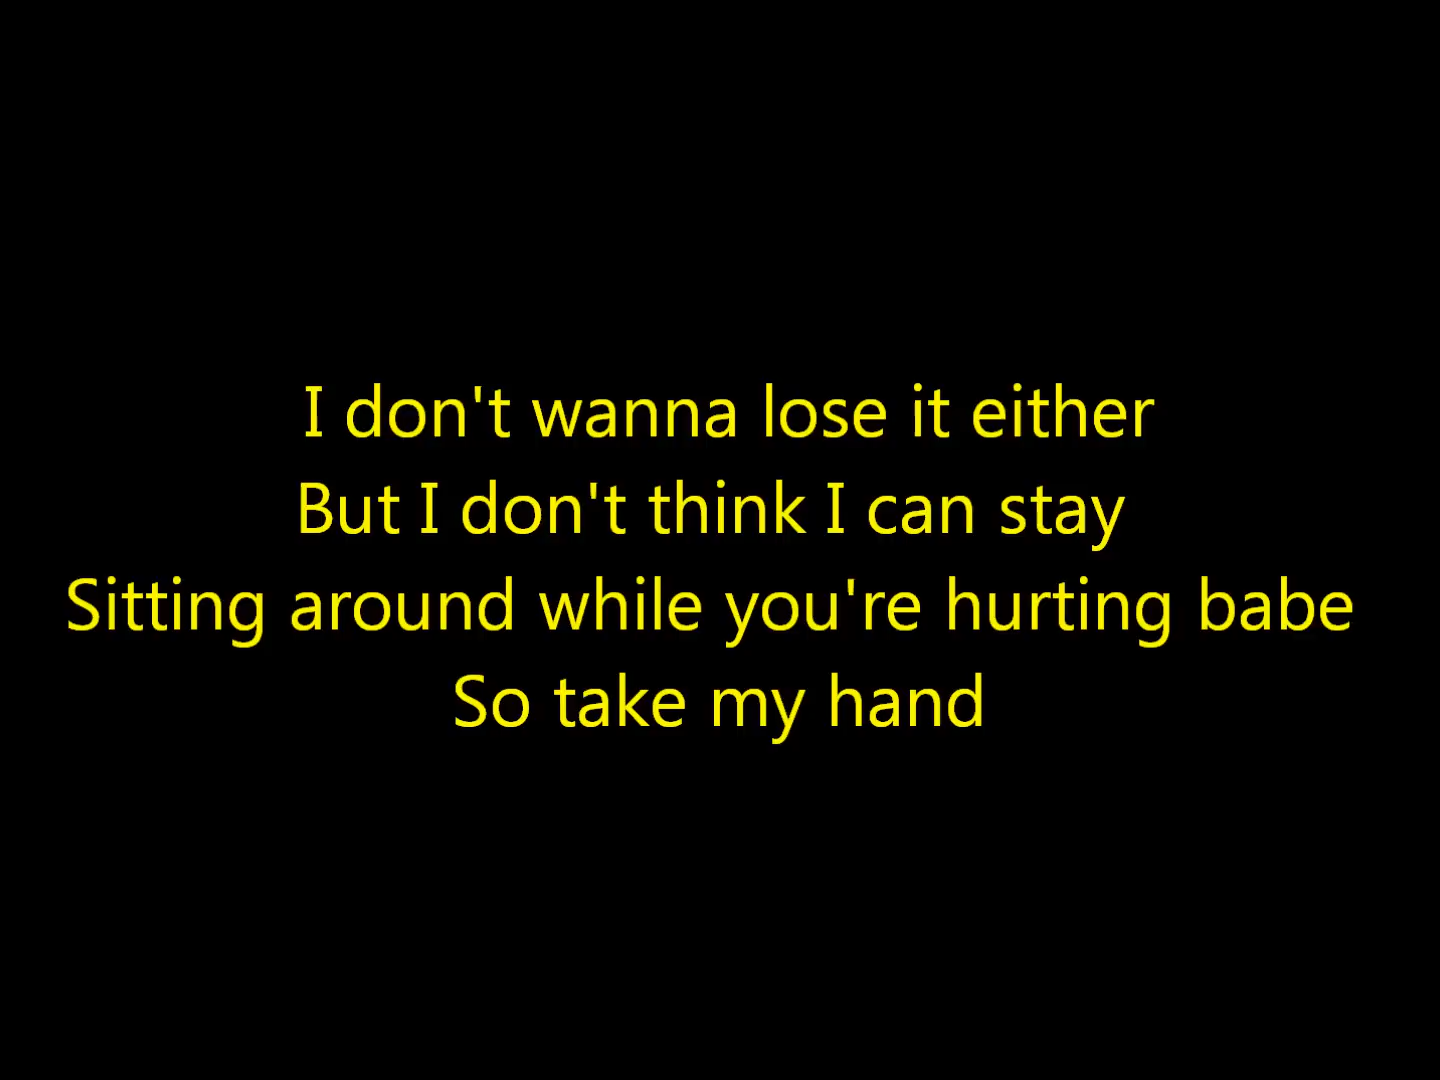 I don't wanna lose it either
But I don't think I can stay
Sitting around while you're hurting babe
So take my hand